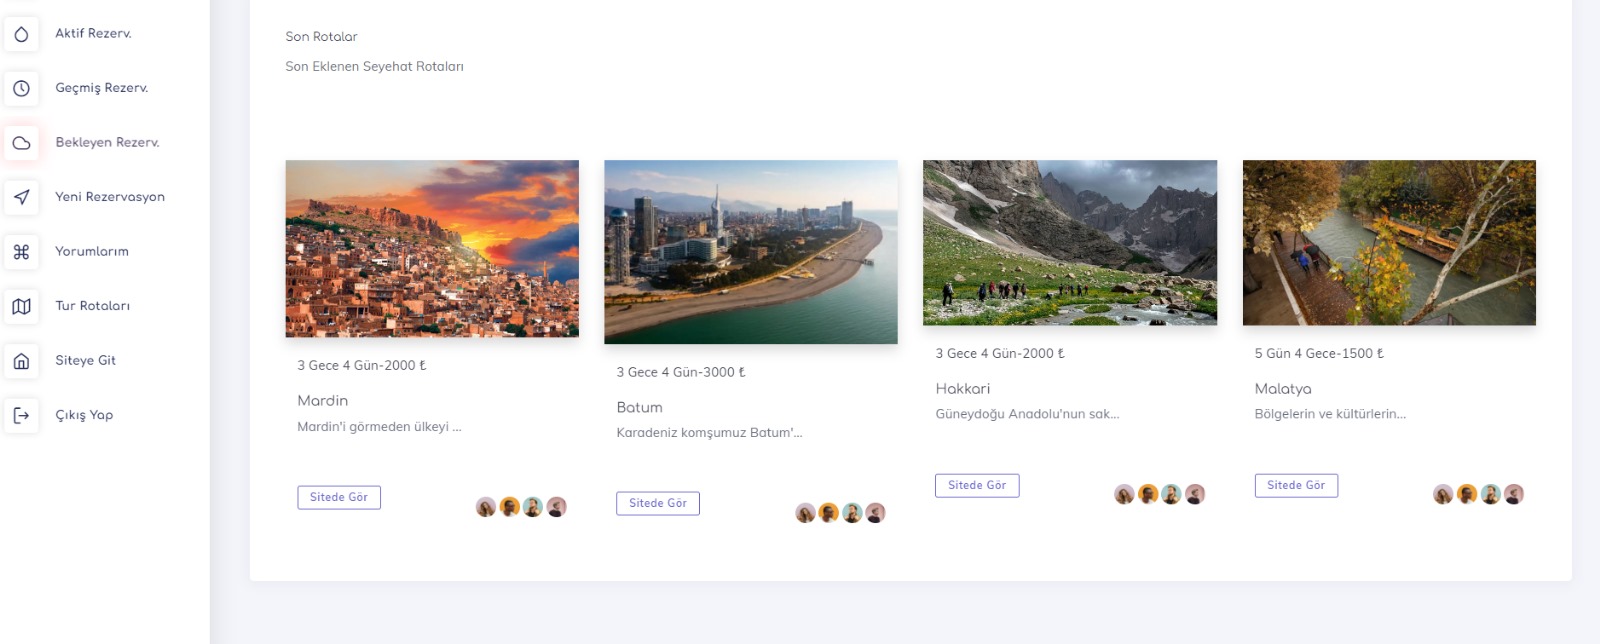 Aktif Rezerv.
Geçmiş Rezerv.
Bekleyen Rezerv.
Yeni Rezervasyon
Yorumlarım
Tur Rotaları
Siteye Git
Çıkış Yap
Son Rotalar
Son Eklenen Seyehat Rotaları
3 Gece 4 Gün-2000 ₺
Mardin
Mardin'i görmeden ülkeyi ...
Sitede Gör
3 Gece 4 Gün-3000 ₺
Batum
Karadeniz komşumuz Batum'...
Sitede Gör
3 Gece 4 Gün-2000 ₺
Hakkari
Güneydoğu Anadolu'nun sak...
Sitede Gör
5 Gün 4 Gece-1500 ₺
Malatya
Bölgelerin ve kültürlerin...
Sitede Gör